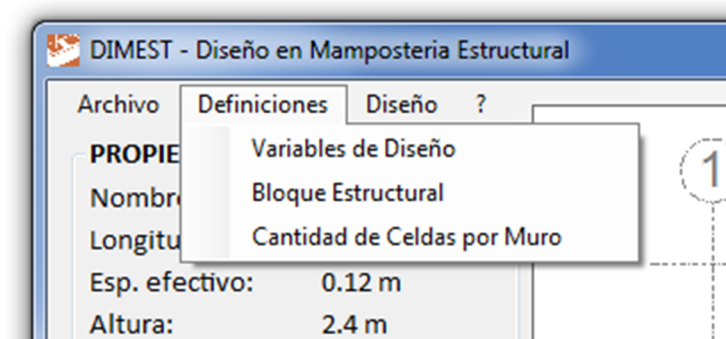 DIMEST - Diseño en Mamposteria Estructural
Archivo Definiciones Diseño ?
Variables de Diseño
Bloque Estructural
Cantidad de Celdas por Muro
Esp. efectivo: 0.12 m
Altura: 2.4 m
1